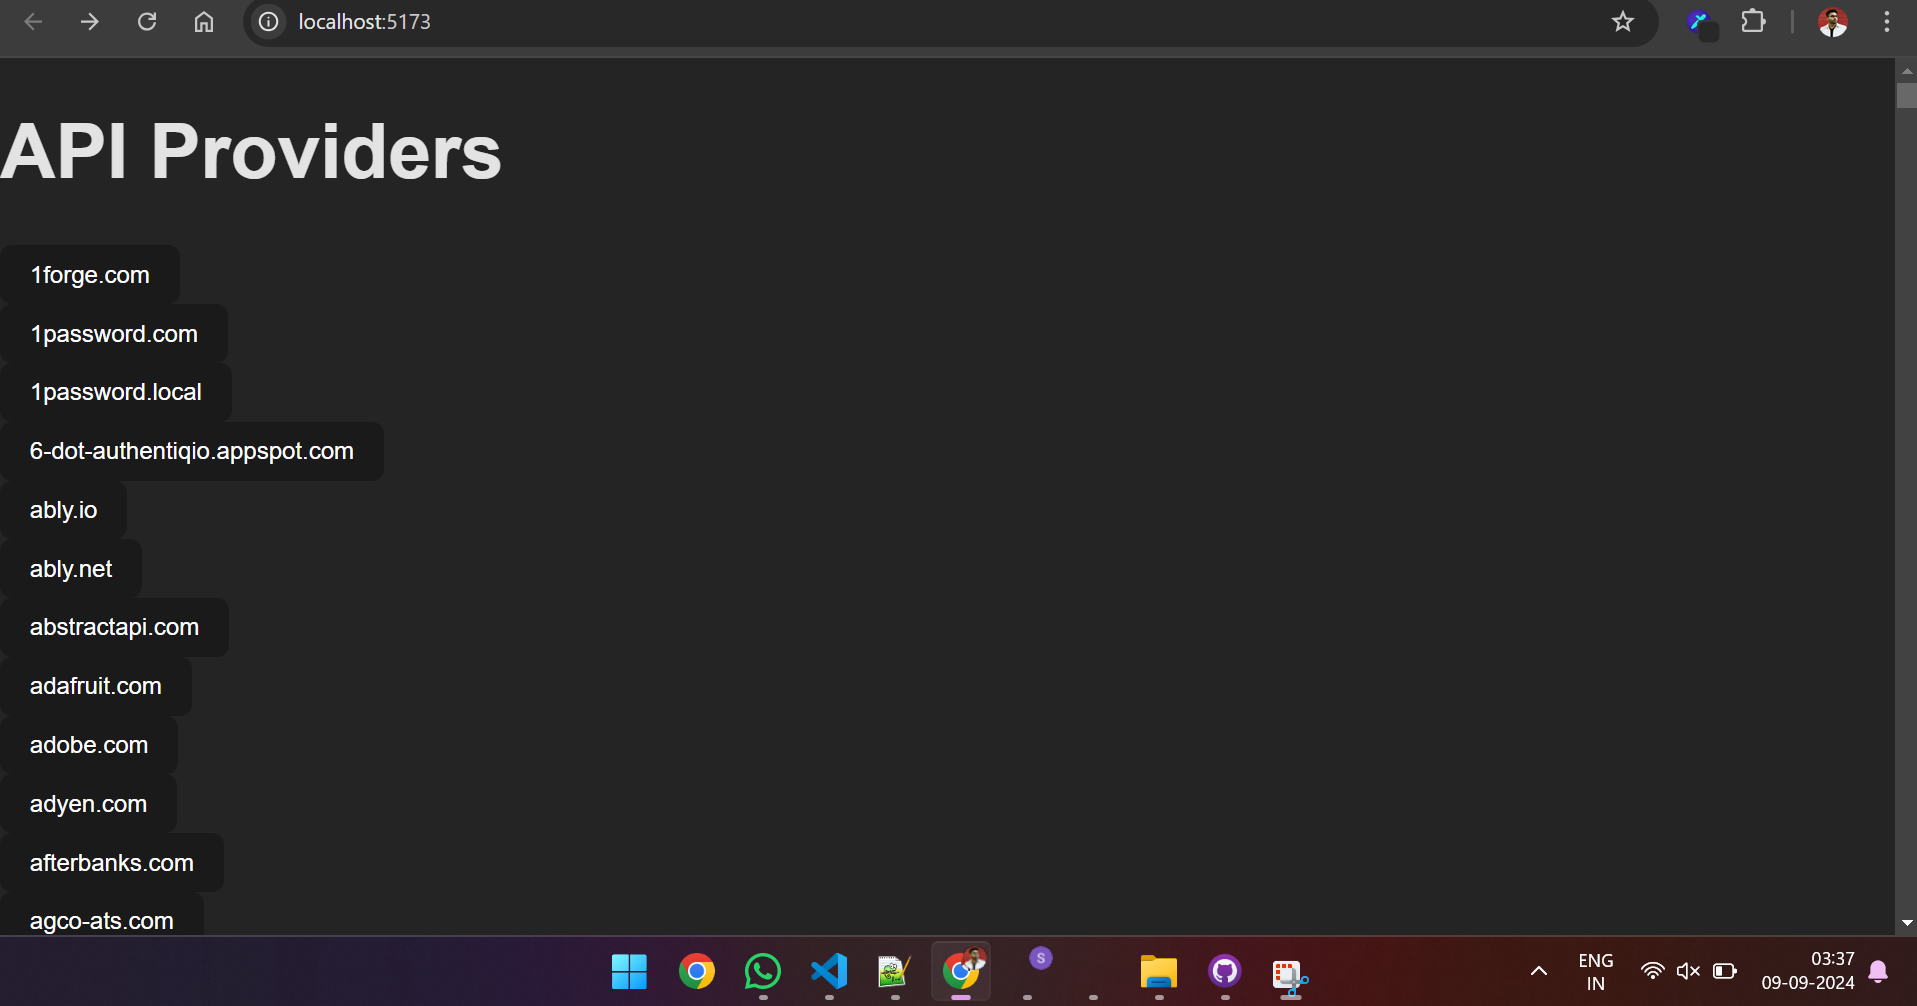 localhost:5173
API Providers
1forge.com
1password.com
1password.local
6-dot-authentiqio.appspot.com
ably.io
ably.net
abstractapi.com
adafruit.com
adobe.com
adyen.com
afterbanks.com
agco-ats.com
S
ENG
IN
03:37
09-09-2024